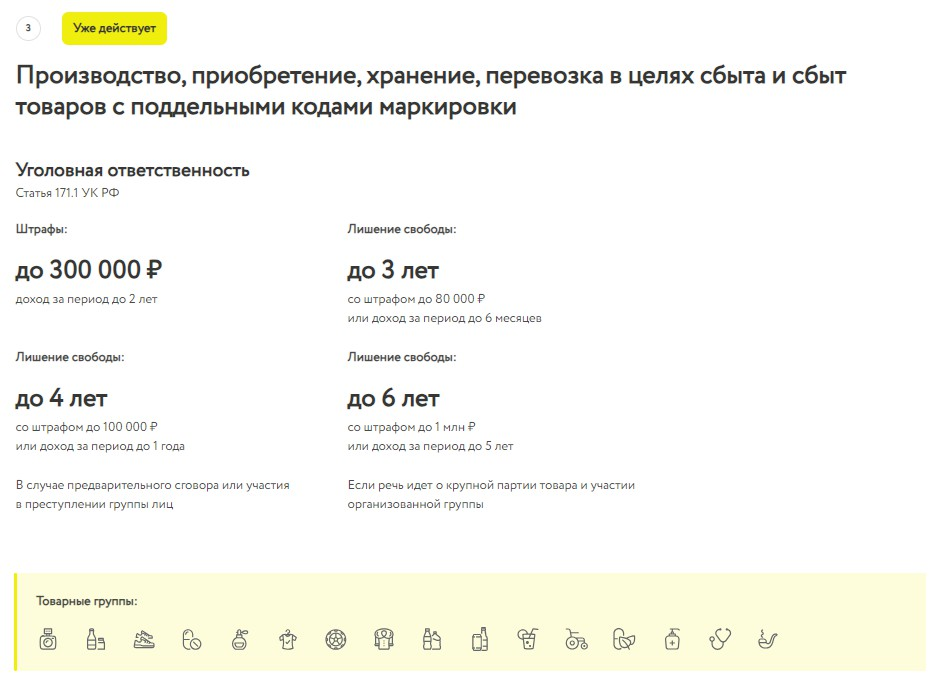 3
Уже действует
Производство, приобретение, хранение, перевозка в целях сбыта и сбыт
товаров с поддельными кодами маркировки
Уголовная ответственность
Статья 171.1 УК РФ
Штрафы:
до 300 000 ₽
доход за период до 2 лет
Лишение свободы:
до 3 лет
со штрафом до 80 000 ₽
или доход за период до 6 месяцев
Лишение свободы:
до 4 лет
со штрафом до 100 000 ₽
или доход за период до 1 года
В случае предварительного сговора или участия
в преступлении группы лиц
Лишение свободы:
до 6 лет
со штрафом до 1 млн ₽
или доход за период до 5 лет
Если речь идет о крупной партии товара и участии
организованной группы
Товарные группы: